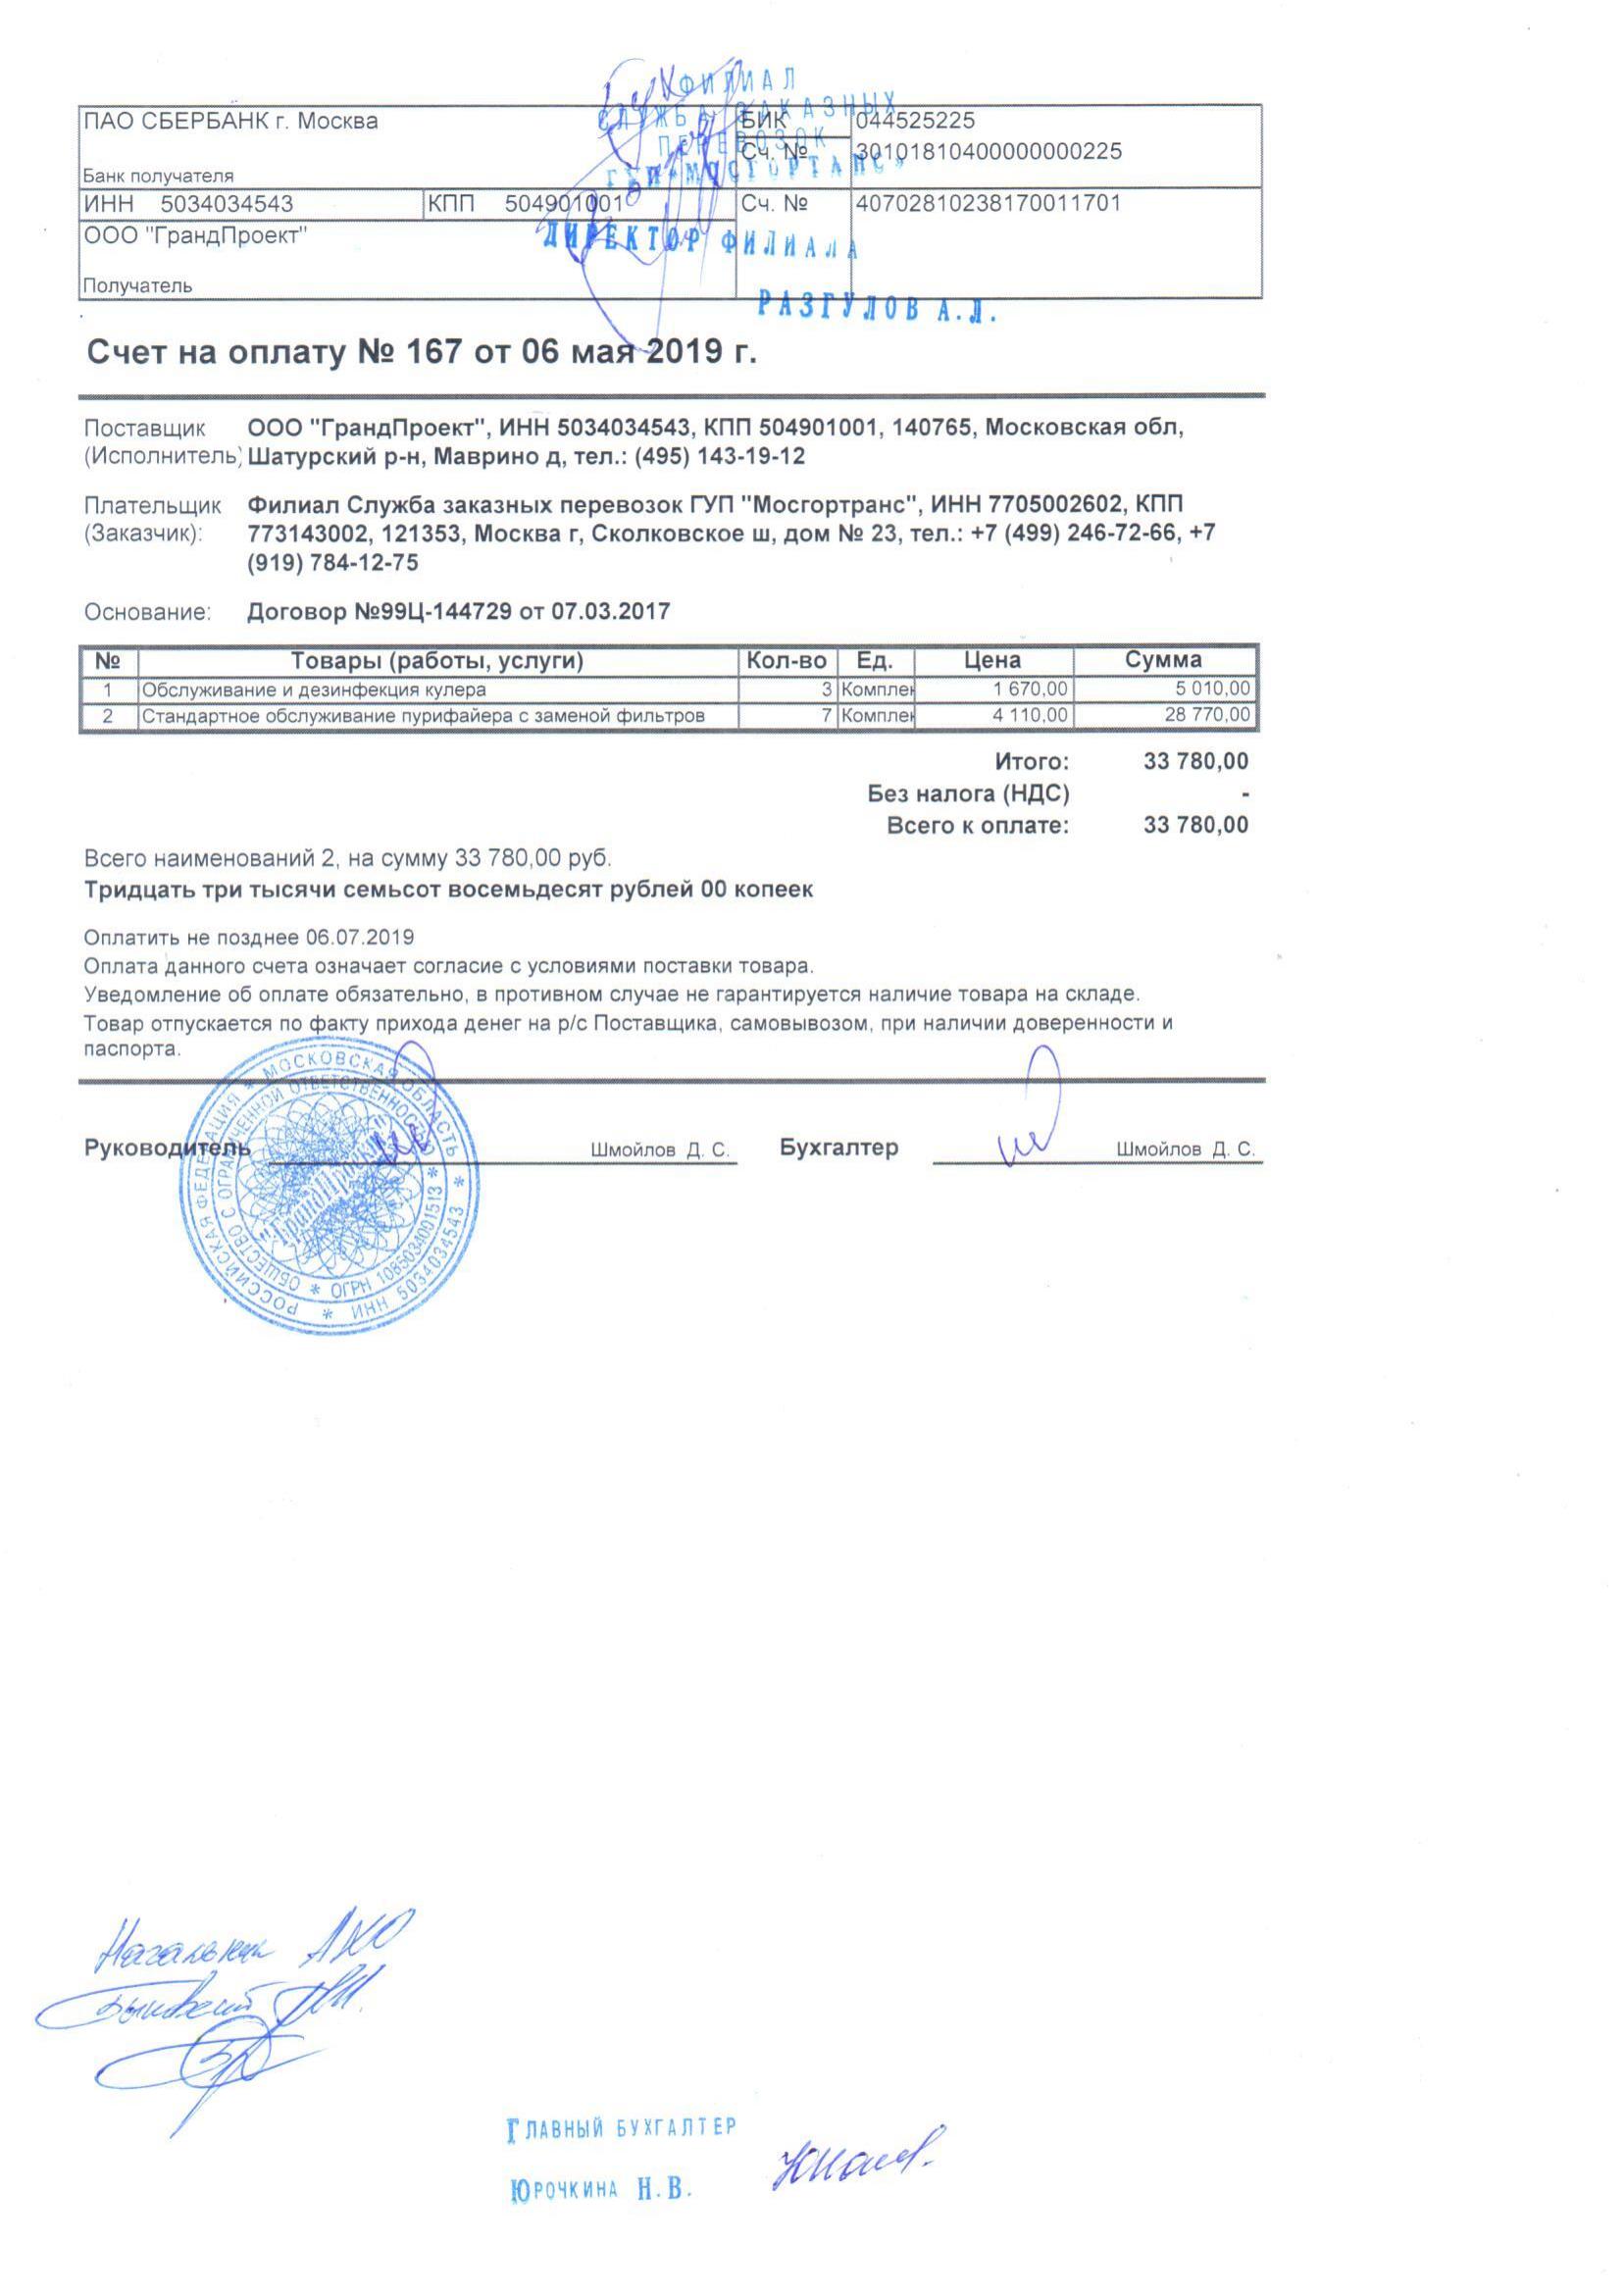 ФИЛИАЛ
СЛУЖБА ЗАКАЗНЫХ
ПЕРЕВОЗОК
ГУП «МОСГОРТАНС»
ДИРЕКТОР ФИЛИАЛА
РАЗГУЛОВ А.Л.
ПАО СБЕРБАНК г. Москва
БИК 044525225
Сч. № 30101810400000000225
Банк получателя
ИНН 5034034543 КПП 504901001 Сч. № 40702810238170011701
ООО "ГрандПроект"
Получатель
Счет на оплату № 167 от 06 мая 2019 г.
Поставщик ООО "ГрандПроект", ИНН 5034034543, КПП 504901001, 140765, Московская обл,
(Исполнитель) Шатурский р-н, Маврино д, тел.: (495) 143-19-12
Плательщик Филиал Служба заказных перевозок ГУП "Мосгортранс", ИНН 7705002602, КПП
(Заказчик): 773143002, 121353, Москва г, Сколковское ш, дом № 23, тел.: +7 (499) 246-72-66, +7
(919) 784-12-75
Основание: Договор №99Ц-144729 от 07.03.2017
№ Товары (работы, услуги) Кол-во Ед. Цена Сумма
1 Обслуживание и дезинфекция кулера 3 Комплек 1 670,00 5 010,00
2 Стандартное обслуживание пурифайера с заменой фильтров 7 Комплек 4 110,00 28 770,00
Итого: 33 780,00
Без налога (НДС) -
Всего к оплате: 33 780,00
Всего наименований 2, на сумму 33 780,00 руб.
Тридцать три тысячи семьсот восемьдесят рублей 00 копеек
Оплатить не позднее 06.07.2019
Оплата данного счета означает согласие с условиями поставки товара.
Уведомление об оплате обязательно, в противном случае не гарантируется наличие товара на складе.
Товар отпускается по факту прихода денег на р/с Поставщика, самовывозом, при наличии доверенности и
паспорта.
Руководитель Шмойлов Д. С. Бухгалтер Шмойлов Д. С.
РОССИЙСКАЯ ФЕДЕРАЦИЯ * МОСКОВСКАЯ ОБЛАСТЬ * ИНН 5034034543 *
ОБЩЕСТВО С ОГРАНИЧЕННОЙ ОТВЕТСТВЕННОСТЬЮ * ОГРН 1085034001513 *
"ГрандПроект"
Начальник АХО
ГЛАВНЫЙ БУХГАЛТЕР
ЮРОЧКИНА Н.В.